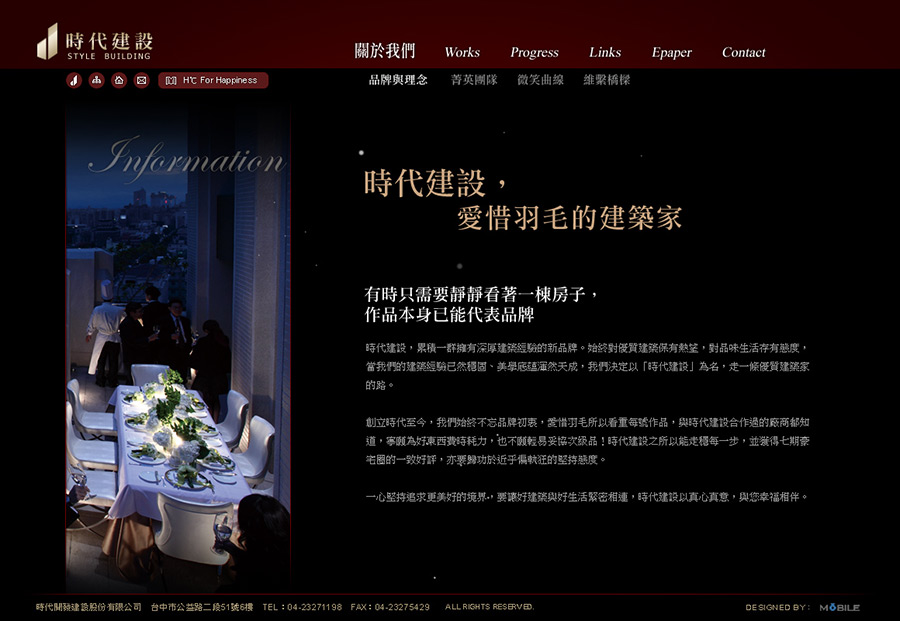 時代建設
STYLE BUILDING
關於我們 Works Progress Links Epaper Contact
H'C For Happiness
品牌與理念 菁英團隊 微笑曲線 維繫橋樑
Information
時代建設，
愛惜羽毛的建築家
有時只需要靜靜看著一棟房子，
作品本身已能代表品牌
時代建設，累積一群擁有深厚建築經驗的新品牌。始終對優質建築保有熱望，對品味生活存有態度，
當我們的建築經驗已然穩固、美學底蘊渾然天成，我們決定以「時代建設」為名，走一條優質建築家
的路。
創立時代至今，我們始終不忘品牌初衷，愛惜羽毛所以看重每號作品，與時代建設合作過的廠商都知
道，寧願為好東西費時耗力，也不願輕易妥協次級品！時代建設之所以能走穩每一步，並獲得七期豪
宅圈的一致好評，亦要歸功於近乎偏執狂的堅持態度。
一心堅持追求更美好的境界，要讓好建築與好生活緊密相連，時代建設以真心真意，與您幸福相伴。
時代開發建設股份有限公司 台中市公益路二段51號6樓 TEL：04-23271198 FAX：04-23275429 ALL RIGHTS RESERVED.
DESIGNED BY： MÖBILE